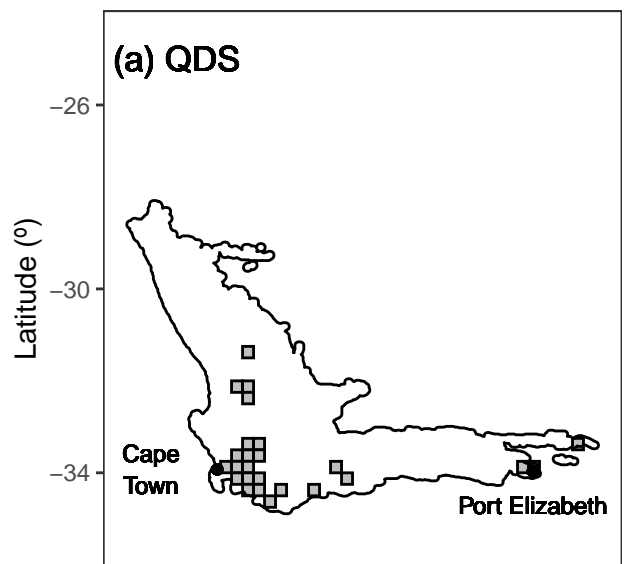 (a) QDS
−26
−30
−34
Latitude (º)
Cape
Town
Port Elizabeth